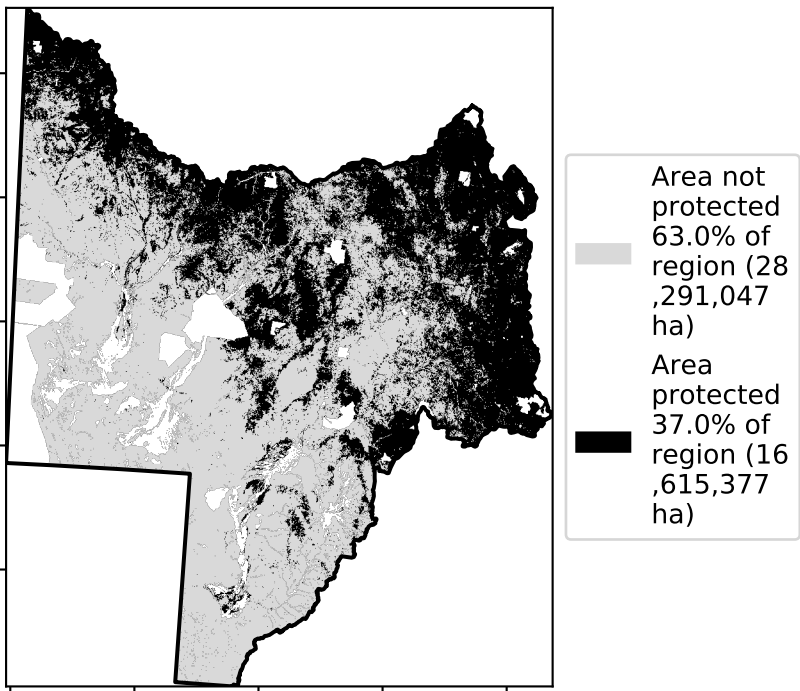 Area not
protected
63.0% of
region (28
,291,047
ha)
Area
protected
37.0% of
region (16
,615,377
ha)